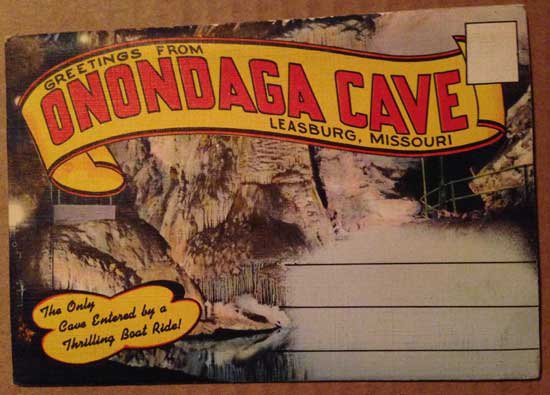 GREETINGS FROM
ONONDAGA CAVE
LEASBURG, MISSOURI
The Only
Cave Entered by a
Thrilling Boat Ride!